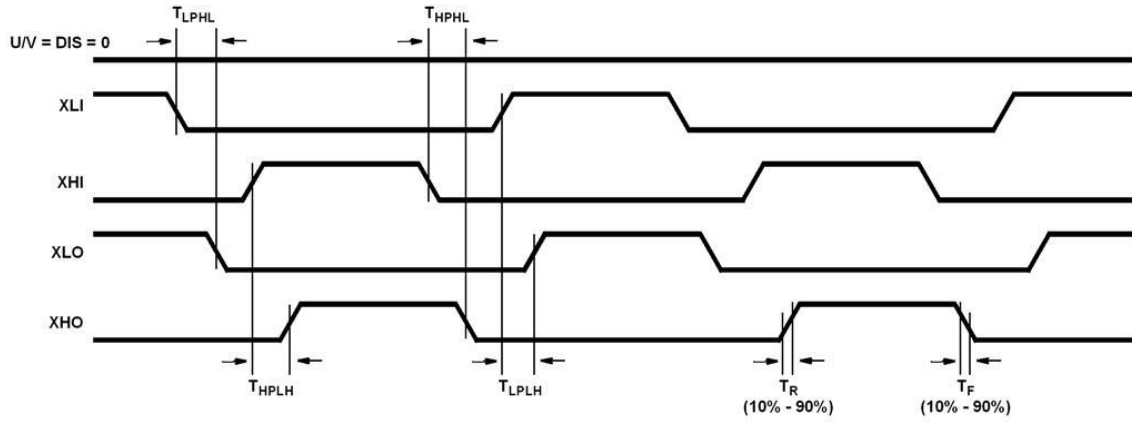 T_LPHL
T_HPHL
U/V = DIS = 0
XLI
XHI
XLO
XHO
T_HPLH
T_LPLH
T_R
T_F
(10% - 90%)
(10% - 90%)